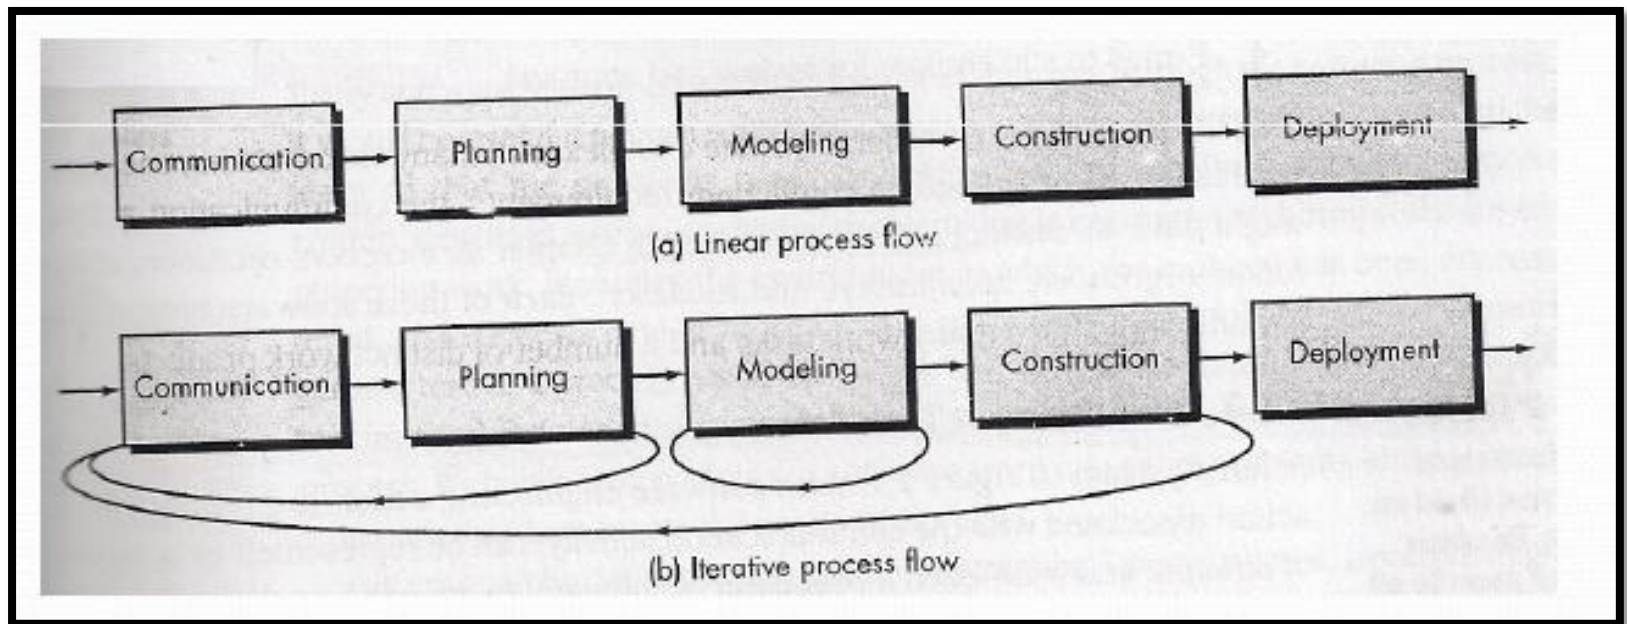 Communication Planning Modeling Construction Deployment
(a) Linear process flow
Communication Planning Modeling Construction Deployment
(b) Iterative process flow